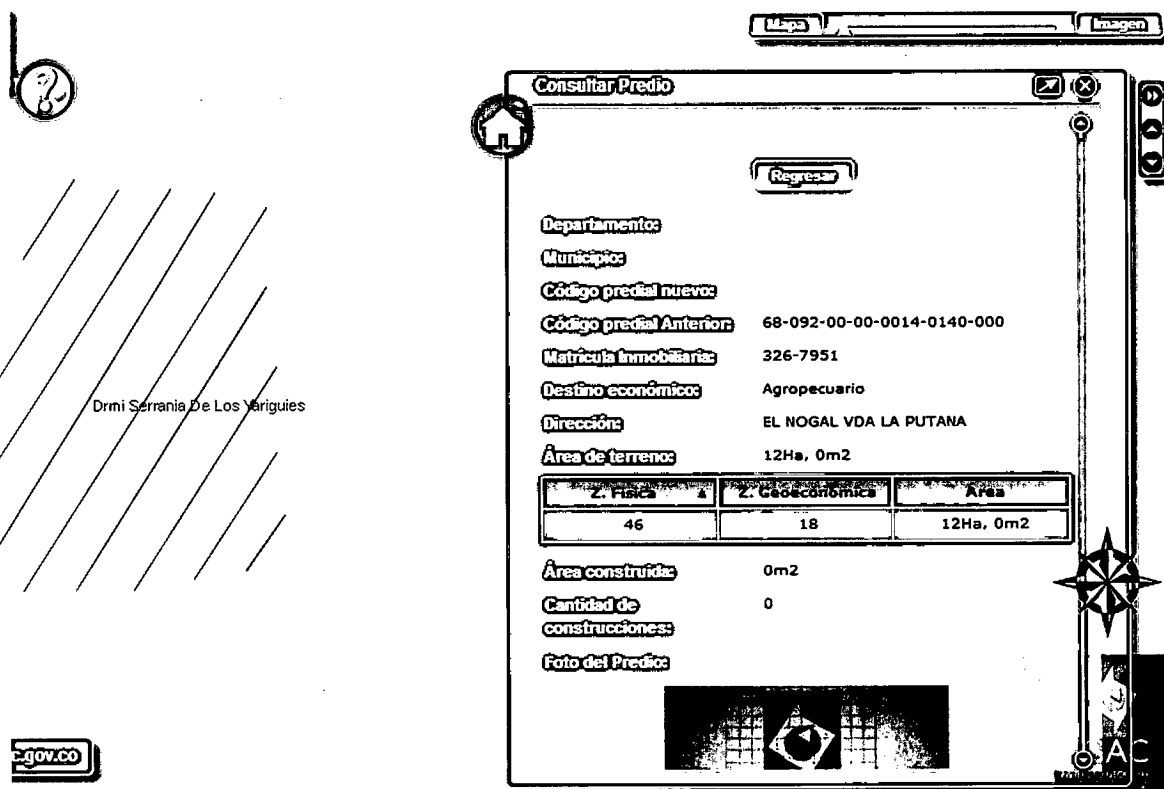 Mapa
Imagen
Consultar Predio
Regresar
Departamento:
Municipio:
Código predial nuevo:
Código predial Anterior: 68-092-00-00-0014-0140-000
Matrícula Inmobiliaria: 326-7951
Destino económico: Agropecuario
Dirección: EL NOGAL VDA LA PUTANA
Área de terreno: 12Ha, 0m2
Z. Física Z. Geoeconómica Área
46 18 12Ha, 0m2
Área construida: 0m2
Cantidad de 0
construcciones:
Foto del Predio:
Drmi Serrania De Los Yariguies
c.gov.co
AC